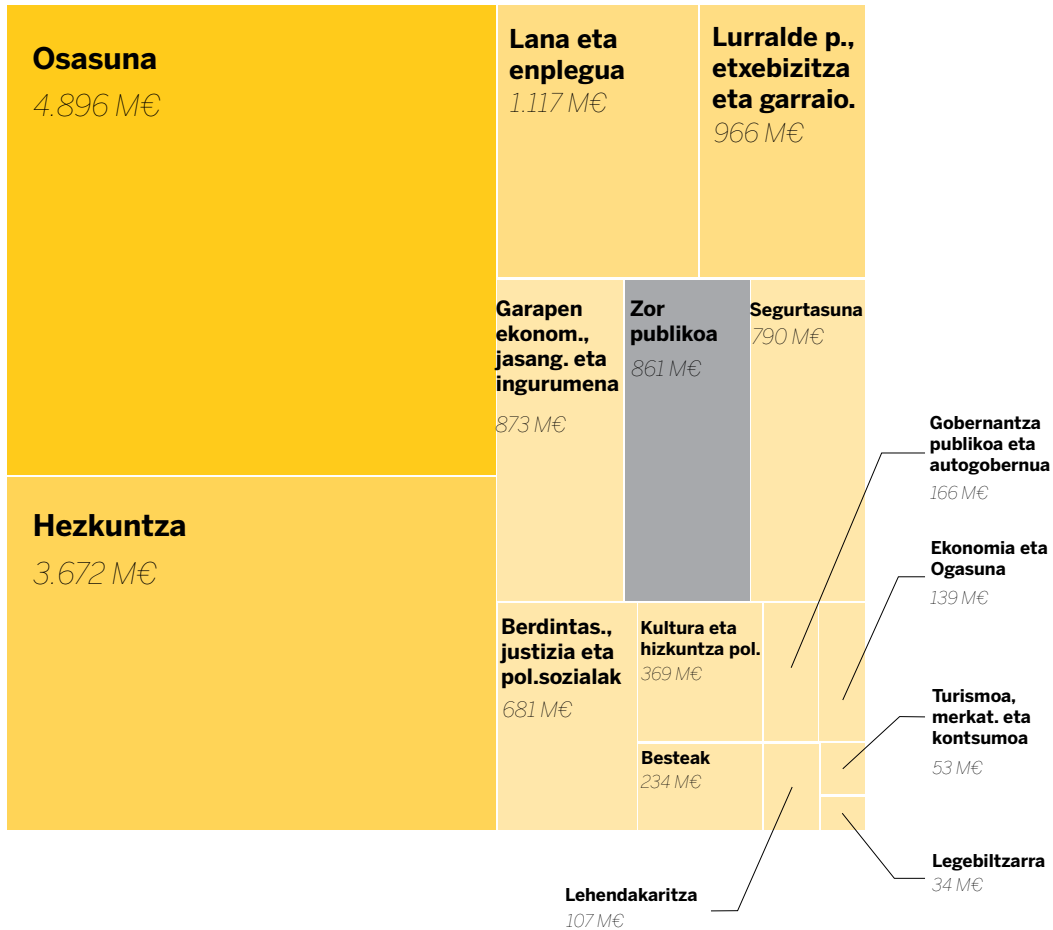 Osasuna
4.896 M€
Lana eta
enplegua
1.117 M€
Lurralde p.,
etxebizitza
eta garraio.
966 M€
Garapen
ekonom.,
jasang. eta
ingurumena
873 M€
Zor
publikoa
861 M€
Segurtasuna
790 M€
Gobernantza
publikoa eta
autogobernua
166 M€
Hezkuntza
3.672 M€
Ekonomia eta
Ogasuna
139 M€
Berdintas.,
justizia eta
pol.sozialak
681 M€
Kultura eta
hizkuntza pol.
369 M€
Turismoa,
merkat. eta
kontsumoa
53 M€
Besteak
234 M€
Legebiltzarra
34 M€
Lehendakaritza
107 M€